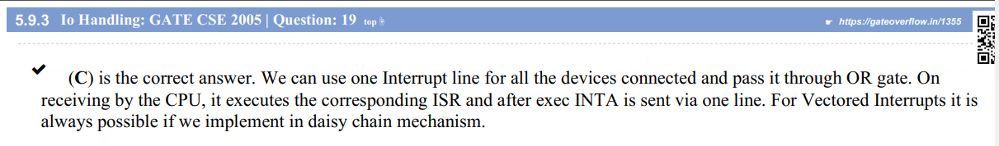 5.9.3 Io Handling: GATE CSE 2005 | Question: 19 top https://gateoverflow.in/1355
(C) is the correct answer. We can use one Interrupt line for all the devices connected and pass it through OR gate. On
receiving by the CPU, it executes the corresponding ISR and after exec INTA is sent via one line. For Vectored Interrupts it is
always possible if we implement in daisy chain mechanism.